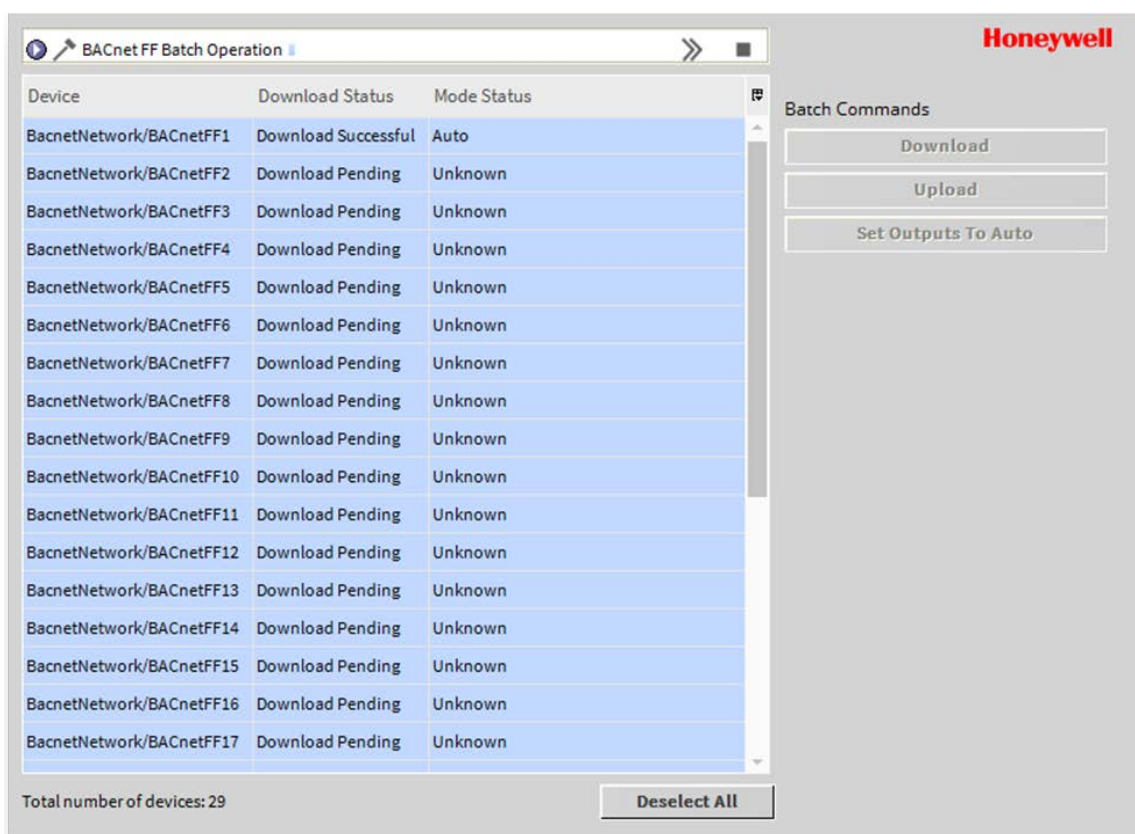 BACnet FF Batch Operation
Honeywell
Device Download Status Mode Status
Batch Commands
BacnetNetwork/BACnetFF1 Download Successful Auto
Download
BacnetNetwork/BACnetFF2 Download Pending Unknown
Upload
BacnetNetwork/BACnetFF3 Download Pending Unknown
Set Outputs To Auto
BacnetNetwork/BACnetFF4 Download Pending Unknown
BacnetNetwork/BACnetFF5 Download Pending Unknown
BacnetNetwork/BACnetFF6 Download Pending Unknown
BacnetNetwork/BACnetFF7 Download Pending Unknown
BacnetNetwork/BACnetFF8 Download Pending Unknown
BacnetNetwork/BACnetFF9 Download Pending Unknown
BacnetNetwork/BACnetFF10 Download Pending Unknown
BacnetNetwork/BACnetFF11 Download Pending Unknown
BacnetNetwork/BACnetFF12 Download Pending Unknown
BacnetNetwork/BACnetFF13 Download Pending Unknown
BacnetNetwork/BACnetFF14 Download Pending Unknown
BacnetNetwork/BACnetFF15 Download Pending Unknown
BacnetNetwork/BACnetFF16 Download Pending Unknown
BacnetNetwork/BACnetFF17 Download Pending Unknown
Total number of devices: 29
Deselect All